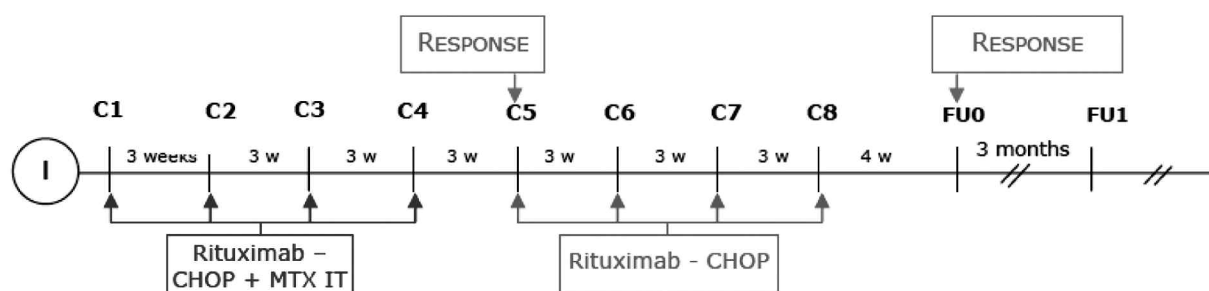 RESPONSE RESPONSE
C1 C2 C3 C4 C5 C6 C7 C8 FU0 FU1
I 3 weeks 3 w 3 w 3 w 3 w 3 w 3 w 4 w 3 months
Rituximab –
CHOP + MTX IT
Rituximab - CHOP